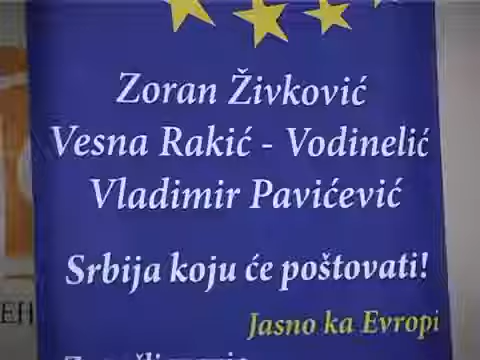 Zoran Živković
Vesna Rakić - Vodinelić
Vladimir Pavićević
Srbija koju će poštovati!
Jasno ka Evropi